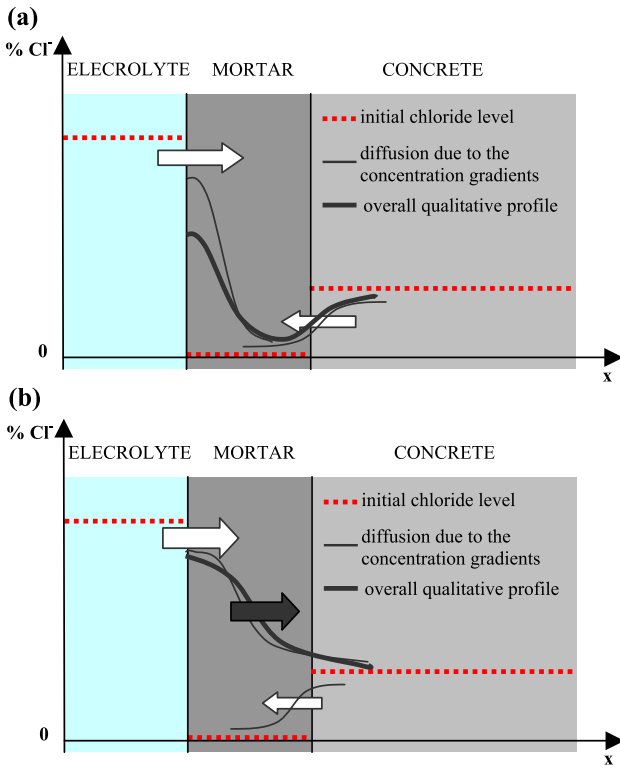 (a)
% Cl-
ELECROLYTE MORTAR CONCRETE
initial chloride level
diffusion due to the
concentration gradients
overall qualitative profile
0
x
(b)
% Cl-
ELECROLYTE MORTAR CONCRETE
initial chloride level
diffusion due to the
concentration gradients
overall qualitative profile
0
x